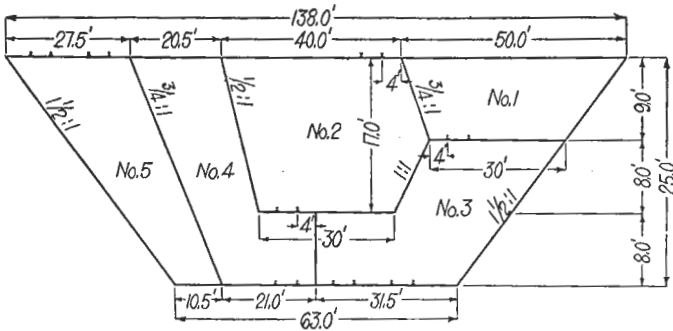 138.0'
27.5' 20.5' 40.0' 50.0'
4'
1½:1 ¾:1 ½:1 ¾:1
No.1
9.0'
No.2 17.0'
No.5 No.4
1:1 4'
30'
8.0' 25.0'
No.3 1½:1
4'
30'
8.0'
10.5' 21.0' 31.5'
63.0'